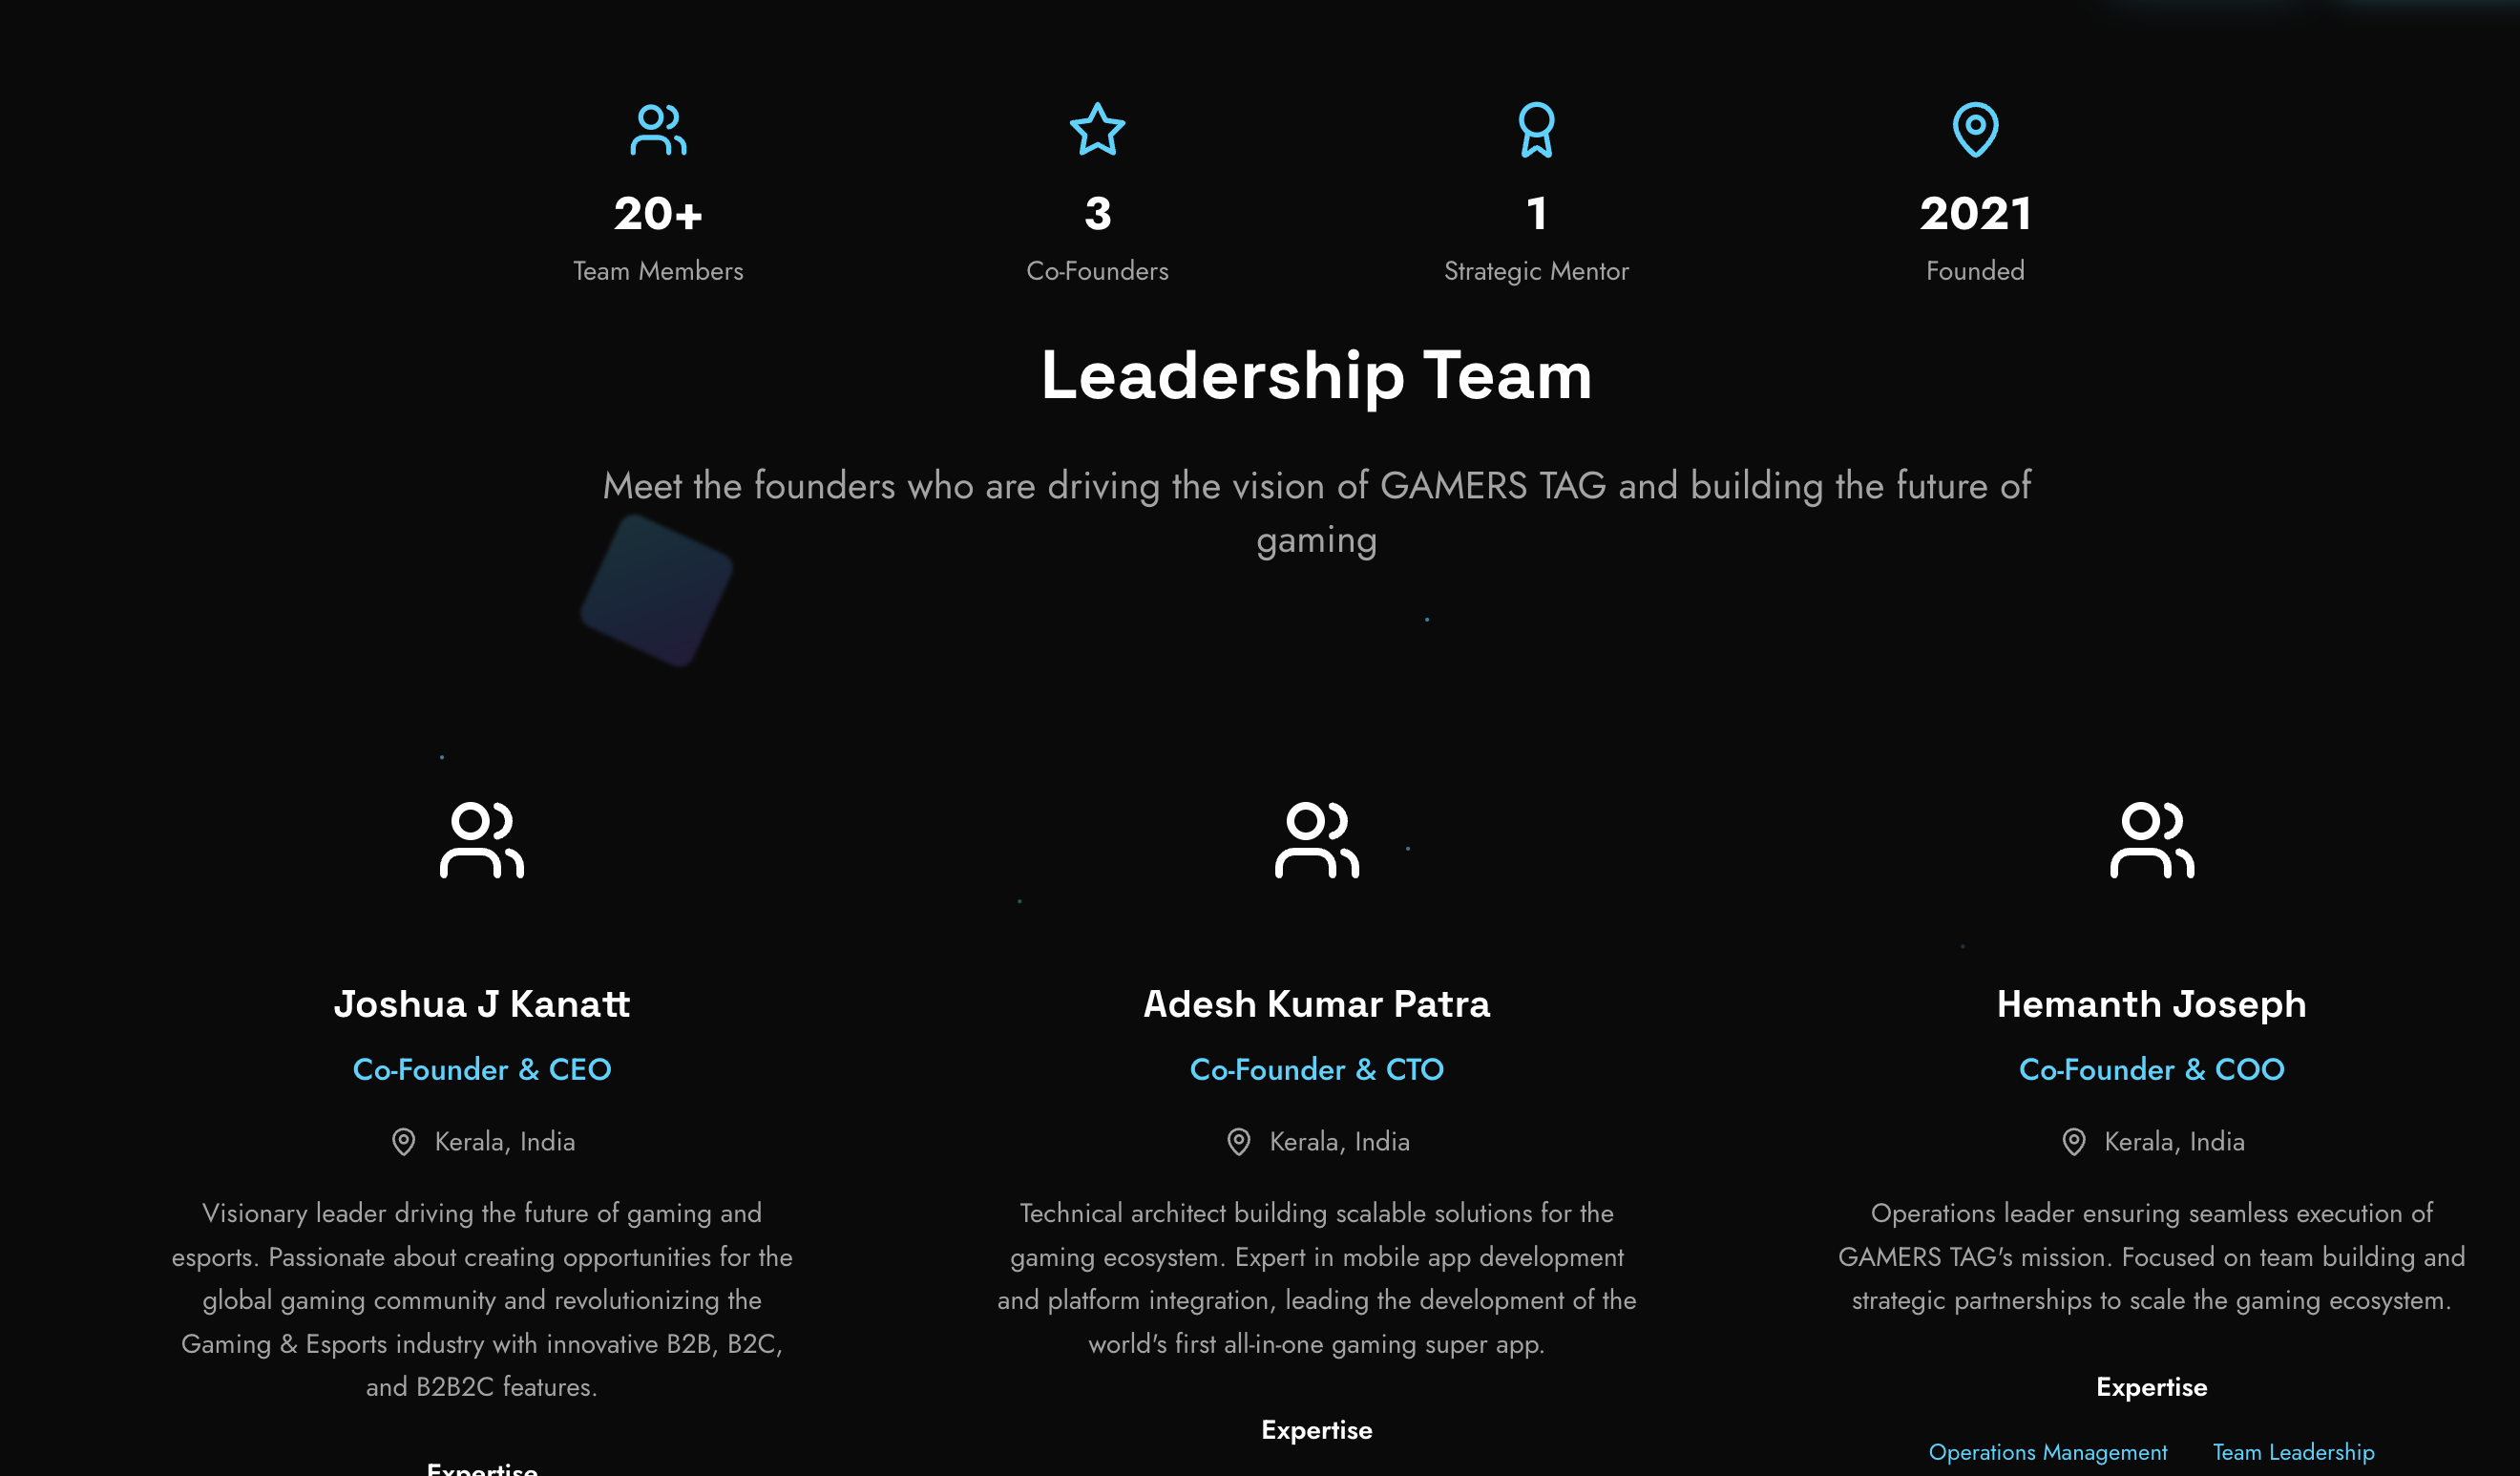 20+
Team Members
3
Co-Founders
1
Strategic Mentor
2021
Founded
Leadership Team
Meet the founders who are driving the vision of GAMERS TAG and building the future of
gaming
Joshua J Kanatt
Co-Founder & CEO
Kerala, India
Visionary leader driving the future of gaming and
esports. Passionate about creating opportunities for the
global gaming community and revolutionizing the
Gaming & Esports industry with innovative B2B, B2C,
and B2B2C features.
Expertise
Adesh Kumar Patra
Co-Founder & CTO
Kerala, India
Technical architect building scalable solutions for the
gaming ecosystem. Expert in mobile app development
and platform integration, leading the development of the
world's first all-in-one gaming super app.
Expertise
Hemanth Joseph
Co-Founder & COO
Kerala, India
Operations leader ensuring seamless execution of
GAMERS TAG's mission. Focused on team building and
strategic partnerships to scale the gaming ecosystem.
Expertise
Operations Management
Team Leadership